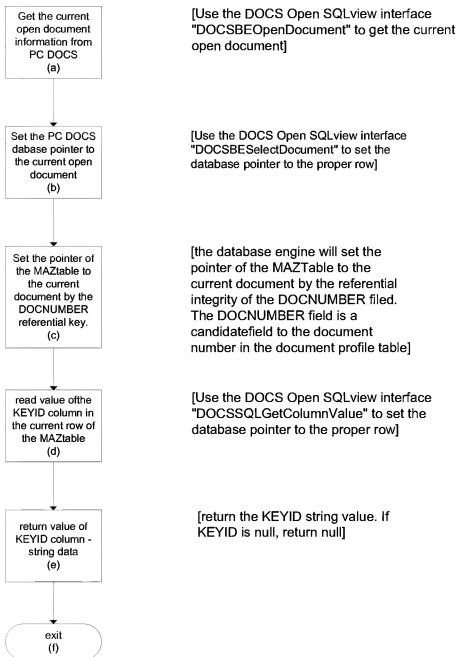 Get the current
open document
information from
PC DOCS
(a)
[Use the DOCS Open SQLview interface
"DOCSBEOpenDocument" to get the current
open document]
Set the PC DOCS
dabase pointer to
the current open
document
(b)
[Use the DOCS Open SQLview interface
"DOCSBESelectDocument" to set the
database pointer to the proper row]
Set the pointer of
the MAZtable to
the current
document by the
DOCNUMBER
referential key.
(c)
[the database engine will set the
pointer of the MAZTable to the
current document by the referential
integrity of the DOCNUMBER filed.
The DOCNUMBER field is a
candidatefield to the document
number in the document profile table]
read value ofthe
KEYID column in
the current row of
the MAZtable
(d)
[Use the DOCS Open SQLview interface
"DOCSSQLGetColumnValue" to set the
database pointer to the proper row]
return value of
KEYID column -
string data
(e)
[return the KEYID string value. If
KEYID is null, return null]
exit
(f)